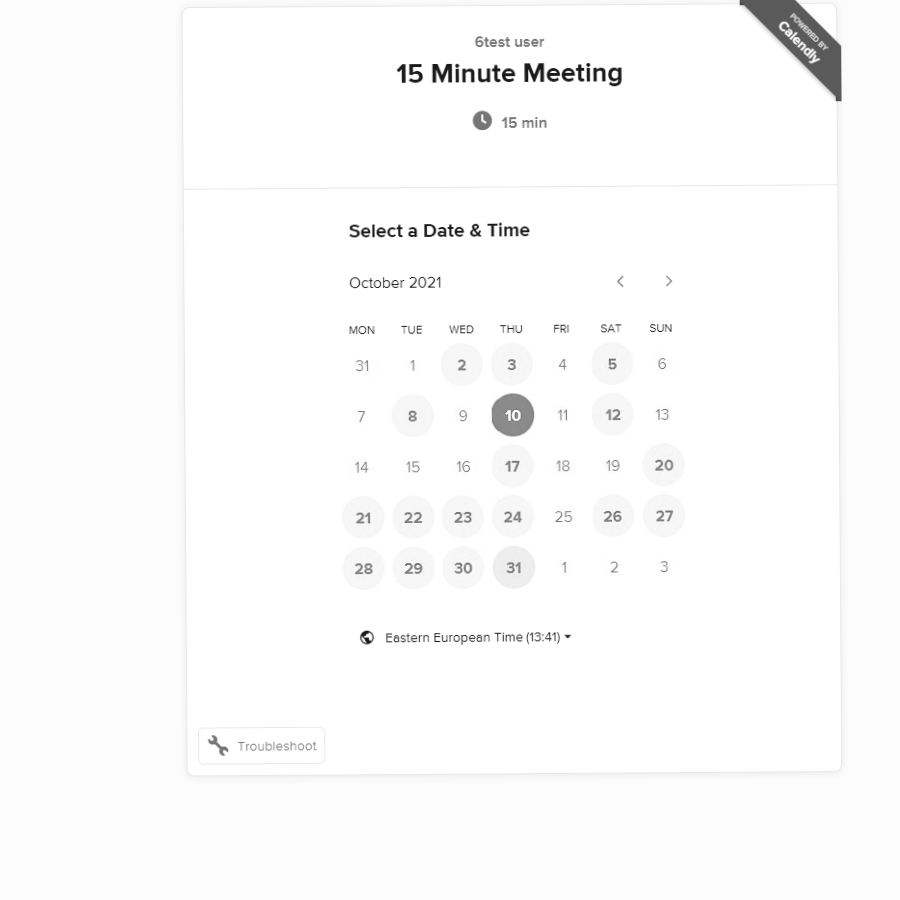 POWERED BY
Calendly
6test user
15 Minute Meeting
15 min
Select a Date & Time
October 2021
MON TUE WED THU FRI SAT SUN
31 1 2 3 4 5 6
7 8 9 10 11 12 13
14 15 16 17 18 19 20
21 22 23 24 25 26 27
28 29 30 31 1 2 3
Eastern European Time (13:41)
Troubleshoot